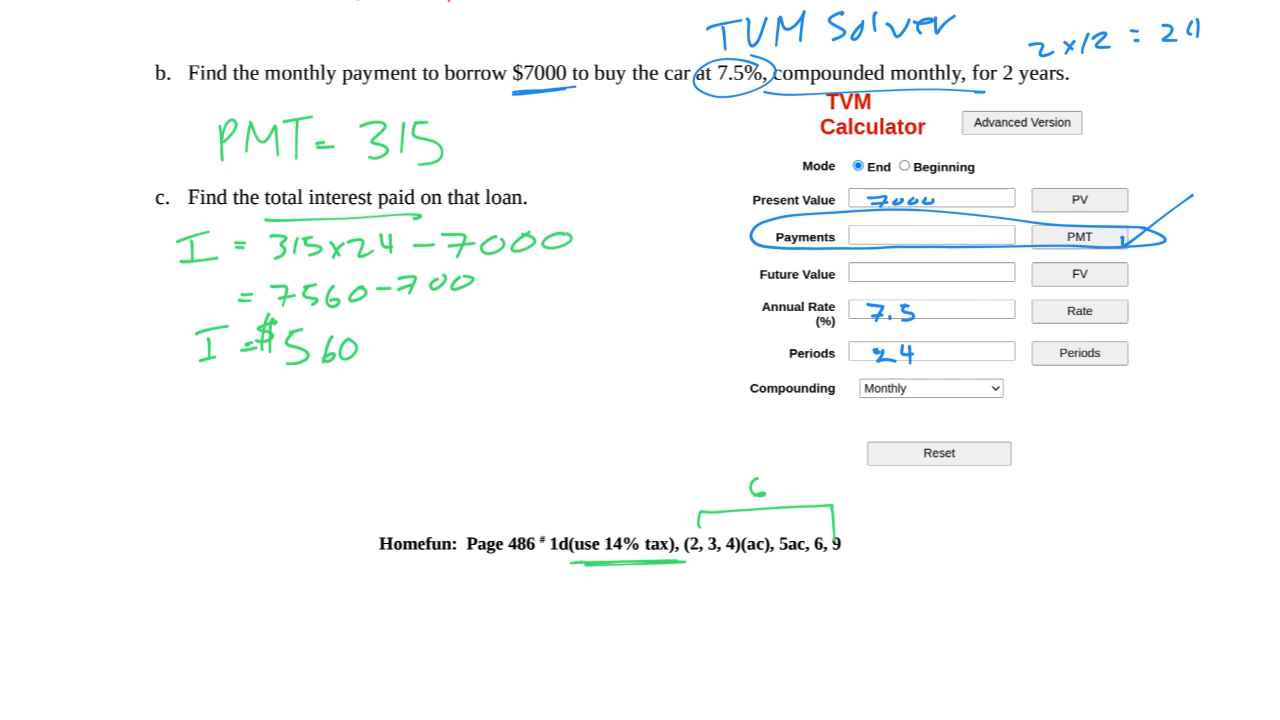 TVM Solver
2 x 12 = 24
b. Find the monthly payment to borrow $7000 to buy the car at 7.5%, compounded monthly, for 2 years.
TVM
Calculator
Advanced Version
PMT = 315
Mode End Beginning
c. Find the total interest paid on that loan.
Present Value 7000 PV
I = 315x24 - 7000
Payments PMT
= 7560 - 700
Future Value FV
Annual Rate (%) 7.5 Rate
I = $560
Periods 24 Periods
Compounding Monthly
Reset
6
Homefun: Page 486 # 1d(use 14% tax), (2, 3, 4)(ac), 5ac, 6, 9